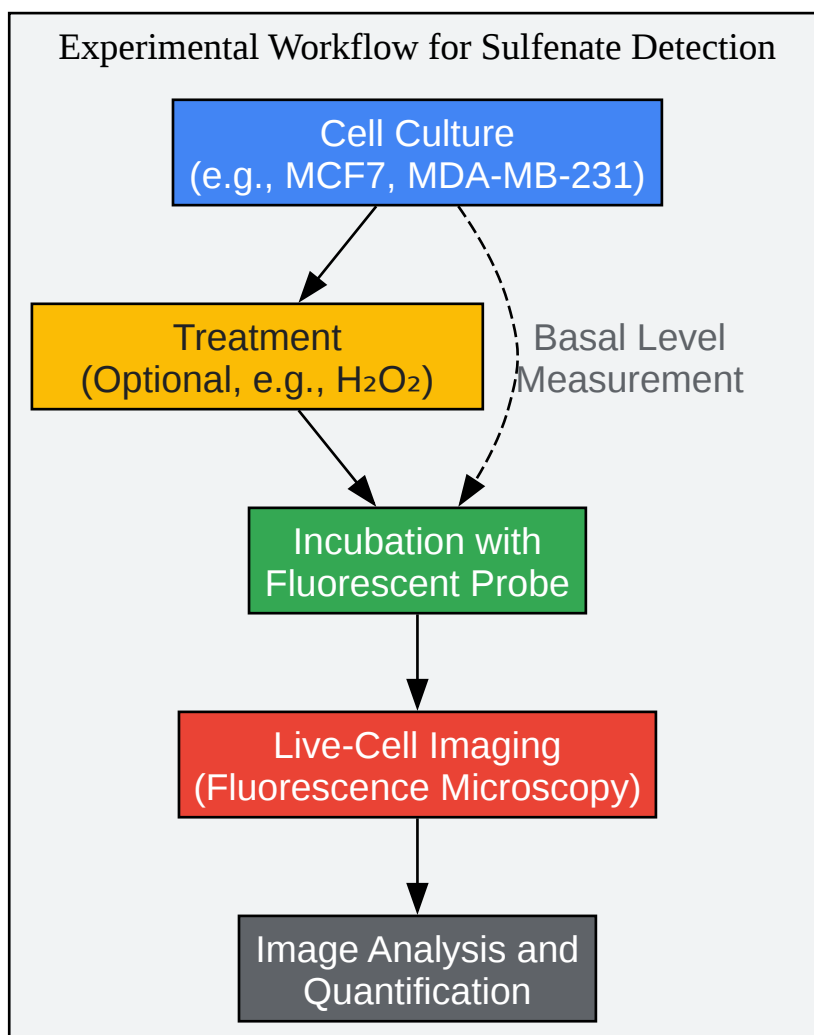 Experimental Workflow for Sulfenate Detection
Cell Culture
(e.g., MCF7, MDA-MB-231)
Treatment
(Optional, e.g., H₂O₂)
Basal Level
Measurement
Incubation with
Fluorescent Probe
Live-Cell Imaging
(Fluorescence Microscopy)
Image Analysis and
Quantification